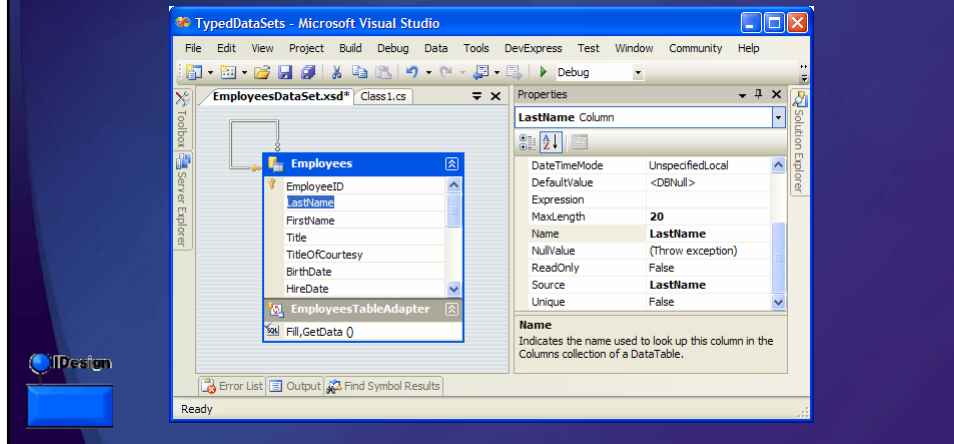 TypedDataSets - Microsoft Visual Studio
File Edit View Project Build Debug Data Tools DevExpress Test Window Community Help
Debug
Toolbox
Server Explorer
EmployeesDataSet.xsd* Class1.cs
Employees
EmployeeID
LastName
FirstName
Title
TitleOfCourtesy
BirthDate
HireDate
EmployeesTableAdapter
SQL Fill,GetData ()
Properties
LastName Column
DateTimeMode UnspecifiedLocal
DefaultValue <DBNull>
Expression
MaxLength 20
Name LastName
NullValue (Throw exception)
ReadOnly False
Source LastName
Unique False
Name
Indicates the name used to look up this column in the
Columns collection of a DataTable.
Solution Explorer
Error List Output Find Symbol Results
Ready
IDesign